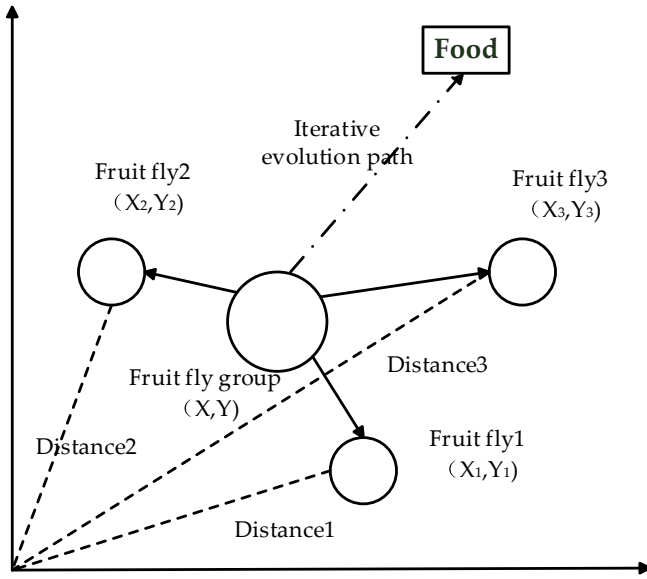 Food
Iterative
evolution path
Fruit fly2
（X₂,Y₂)
Fruit fly3
（X₃,Y₃)
Distance3
Fruit fly group
（X,Y)
Distance2
Fruit fly1
（X₁,Y₁)
Distance1